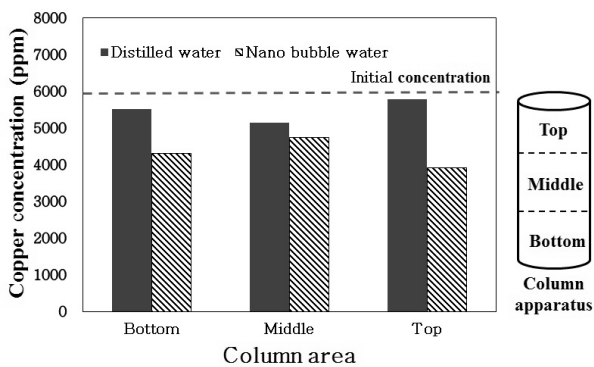 8000
7000
6000
5000
4000
3000
2000
1000
0
Copper concentration (ppm)
Distilled water
Nano bubble water
Initial concentration
Bottom
Middle
Top
Column area
Top
Middle
Bottom
Column
apparatus